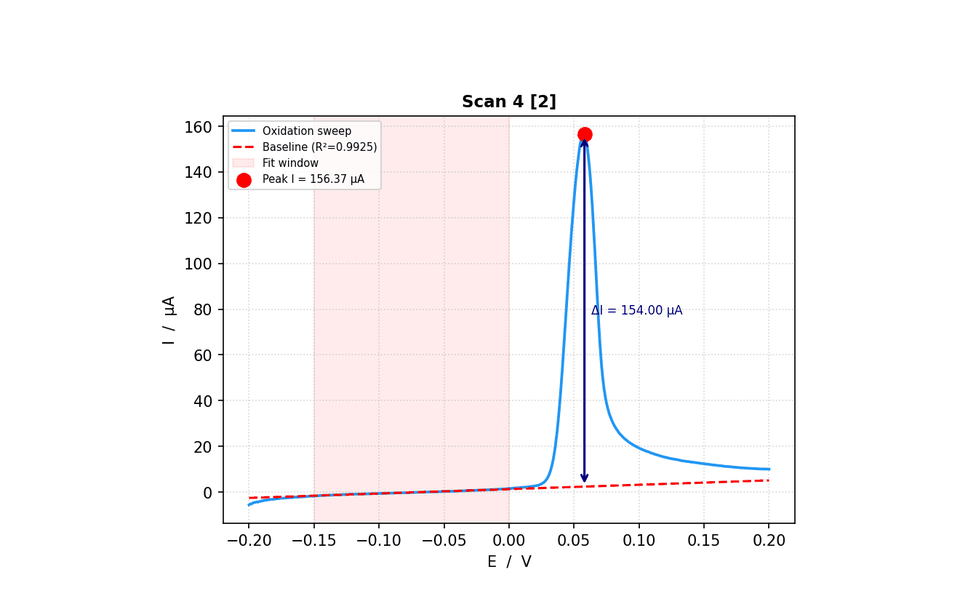 Scan 4 [2]
Oxidation sweep
Baseline (R²=0.9925)
Fit window
Peak I = 156.37 µA
160
140
120
100
80
60
40
20
0
I / µA
ΔI = 154.00 µA
−0.20 −0.15 −0.10 −0.05 0.00 0.05 0.10 0.15 0.20
E / V